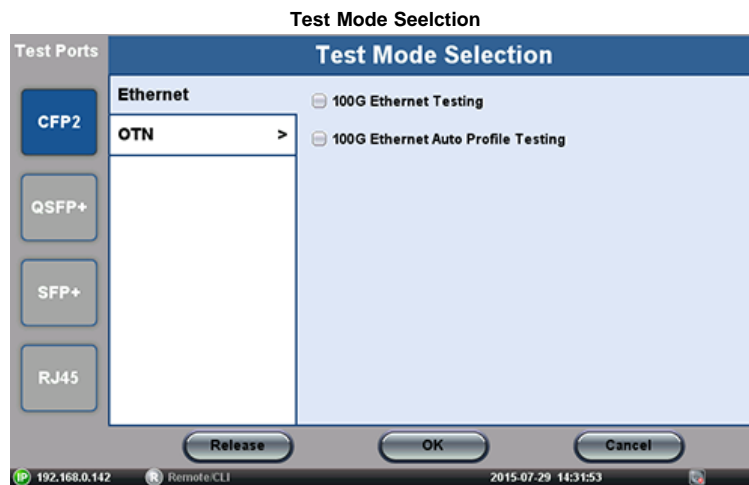 Test Mode Seelction
Test Ports
Test Mode Selection
CFP2
QSFP+
SFP+
RJ45
Ethernet
OTN >
100G Ethernet Testing
100G Ethernet Auto Profile Testing
Release
OK
Cancel
IP 192.168.0.142
R Remote/CLI
2015-07-29 14:31:53